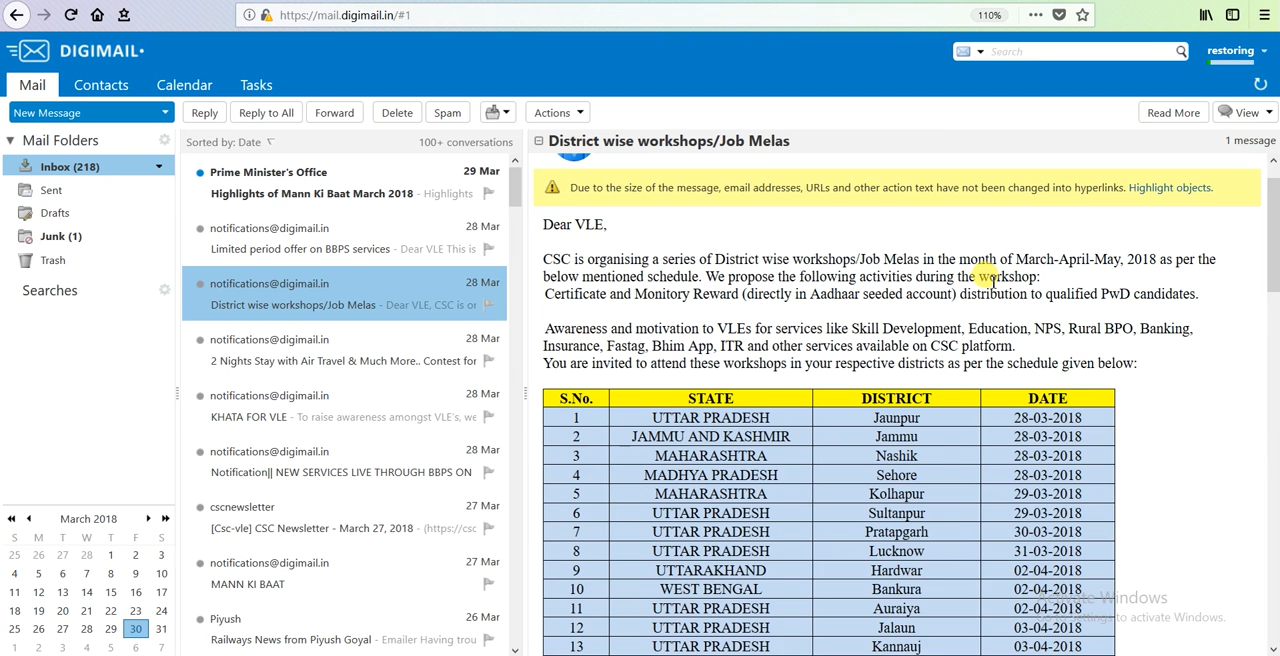 https://mail.digimail.in/#1
110%
DIGIMAIL
Search
restoring
Mail Contacts Calendar Tasks
New Message
Reply Reply to All Forward Delete Spam Actions Read More View
Mail Folders
Inbox (218)
Sent
Drafts
Junk (1)
Trash
Searches
March 2018
S M T W T F S
25 26 27 28 1 2 3
4 5 6 7 8 9 10
11 12 13 14 15 16 17
18 19 20 21 22 23 24
25 26 27 28 29 30 31
1 2 3 4 5 6 7
Sorted by: Date 100+ conversations
Prime Minister's Office 29 Mar
Highlights of Mann Ki Baat March 2018 - Highlights
notifications@digimail.in 28 Mar
Limited period offer on BBPS services - Dear VLE This is
notifications@digimail.in 28 Mar
District wise workshops/Job Melas - Dear VLE, CSC is or
notifications@digimail.in 28 Mar
2 Nights Stay with Air Travel & Much More.. Contest for
notifications@digimail.in 28 Mar
KHATA FOR VLE - To raise awareness amongst VLE's, we
notifications@digimail.in 28 Mar
Notification|| NEW SERVICES LIVE THROUGH BBPS ON
cscnewsletter 27 Mar
[Csc-vle] CSC Newsletter - March 27, 2018 - (https://csc
notifications@digimail.in 27 Mar
MANN KI BAAT
Piyush 26 Mar
Railways News from Piyush Goyal - Emailer Having trou
District wise workshops/Job Melas 1 message
Due to the size of the message, email addresses, URLs and other action text have not been changed into hyperlinks. Highlight objects.
Dear VLE,
CSC is organising a series of District wise workshops/Job Melas in the month of March-April-May, 2018 as per the
below mentioned schedule. We propose the following activities during the workshop:
Certificate and Monitory Reward (directly in Aadhaar seeded account) distribution to qualified PwD candidates.
Awareness and motivation to VLEs for services like Skill Development, Education, NPS, Rural BPO, Banking,
Insurance, Fastag, Bhim App, ITR and other services available on CSC platform.
You are invited to attend these workshops in your respective districts as per the schedule given below:
S.No. STATE DISTRICT DATE
1 UTTAR PRADESH Jaunpur 28-03-2018
2 JAMMU AND KASHMIR Jammu 28-03-2018
3 MAHARASHTRA Nashik 28-03-2018
4 MADHYA PRADESH Sehore 28-03-2018
5 MAHARASHTRA Kolhapur 29-03-2018
6 UTTAR PRADESH Sultanpur 29-03-2018
7 UTTAR PRADESH Pratapgarh 30-03-2018
8 UTTAR PRADESH Lucknow 31-03-2018
9 UTTARAKHAND Hardwar 02-04-2018
10 WEST BENGAL Bankura 02-04-2018
11 UTTAR PRADESH Auraiya 02-04-2018
12 UTTAR PRADESH Jalaun 03-04-2018
13 UTTAR PRADESH Kannauj 03-04-2018
Activate Windows
Go to Settings to activate Windows.